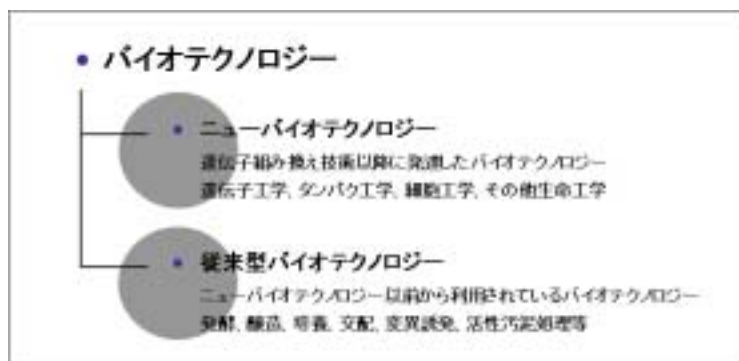 バイオテクノロジー
ニューバイオテクノロジー
遺伝子組み換え技術以降に発達したバイオテクノロジー
遺伝子工学, タンパク工学, 細胞工学, その他生命工学
従来型バイオテクノロジー
ニューバイオテクノロジー以前から利用されているバイオテクノロジー
発酵, 醸造, 培養, 交配, 変異誘発, 活性汚泥処理等